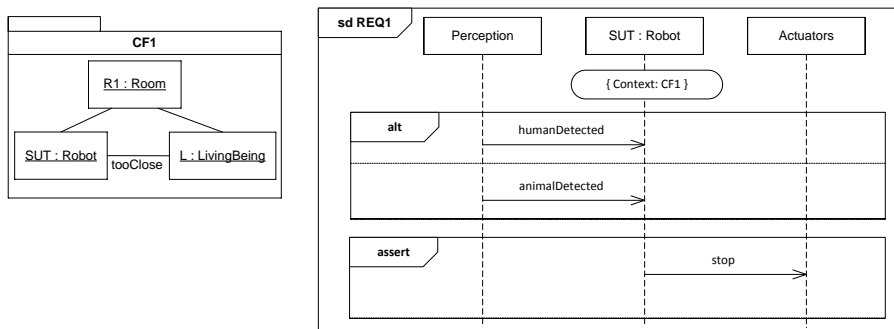 CF1
R1 : Room
SUT : Robot
tooClose
L : LivingBeing
sd REQ1
Perception
SUT : Robot
Actuators
{ Context: CF1 }
alt
humanDetected
animalDetected
assert
stop